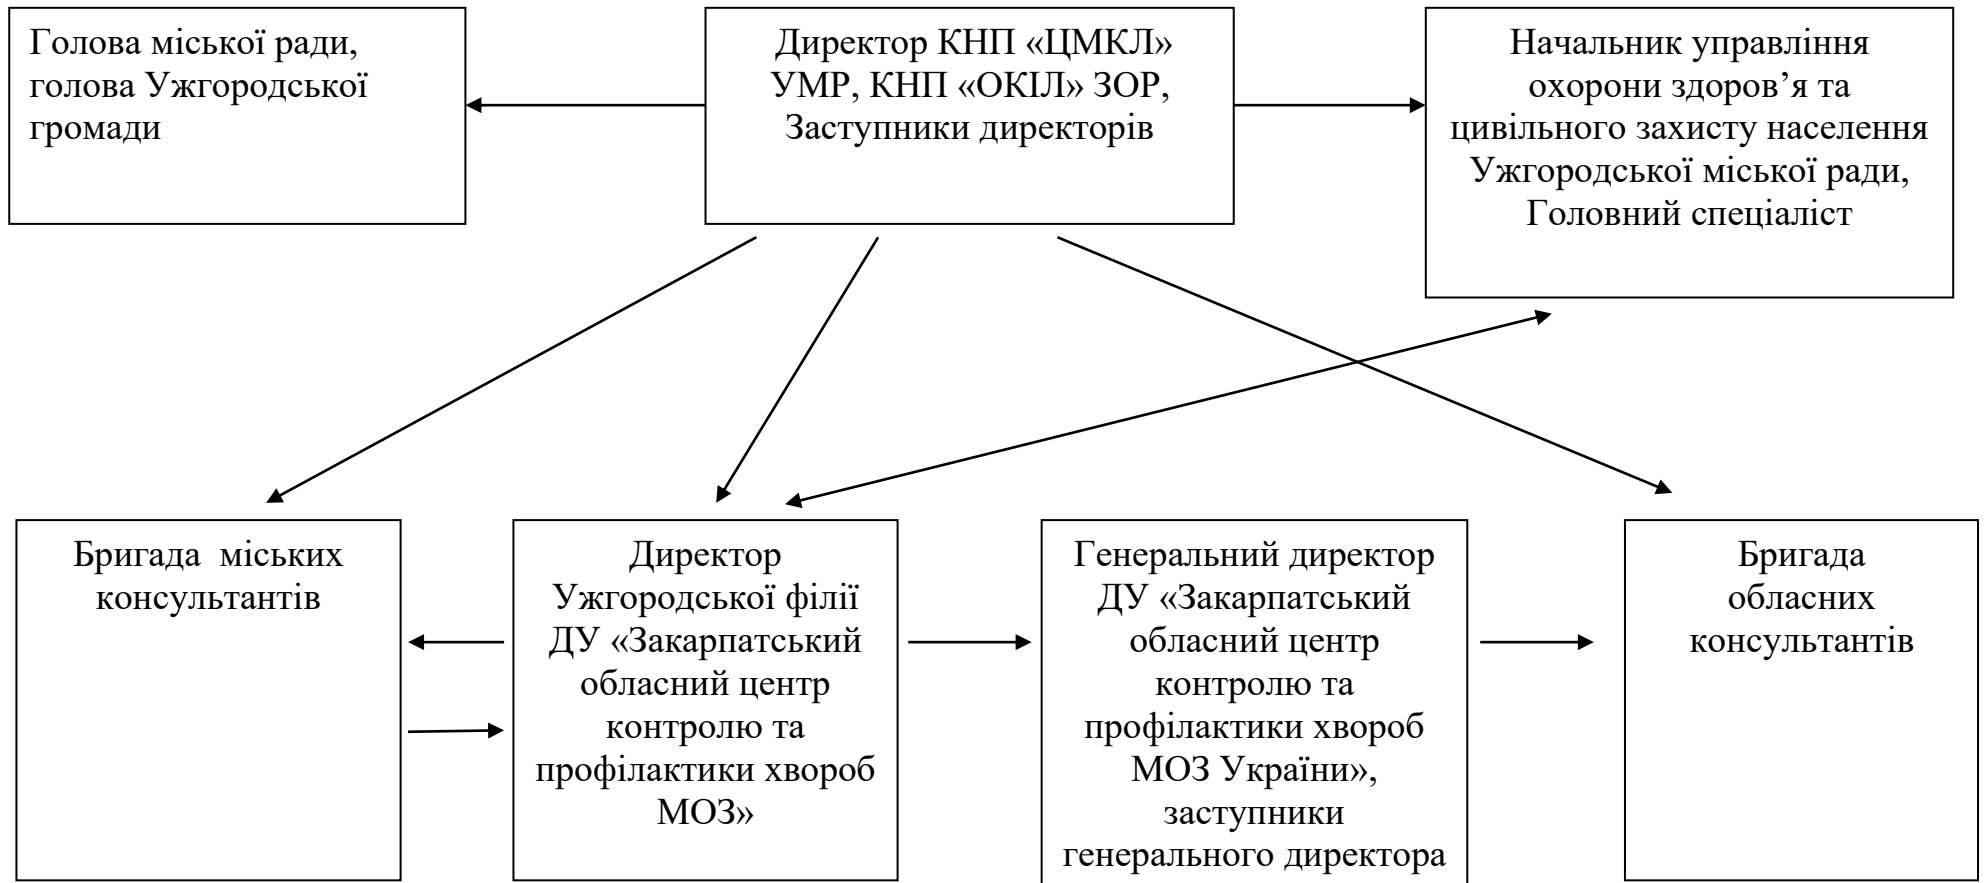 Голова міської ради,
голова Ужгородської
громади
Директор КНП «ЦМКЛ»
УМР, КНП «ОКІЛ» ЗОР,
Заступники директорів
Начальник управління
охорони здоров’я та
цивільного захисту населення
Ужгородської міської ради,
Головний спеціаліст
Бригада  міських
консультантів
Директор
Ужгородської філії
ДУ «Закарпатський
обласний центр
контролю та
профілактики хвороб
МОЗ»
Генеральний директор
ДУ «Закарпатський
обласний центр
контролю та
профілактики хвороб
МОЗ України»,
заступники
генерального директора
Бригада
обласних
консультантів